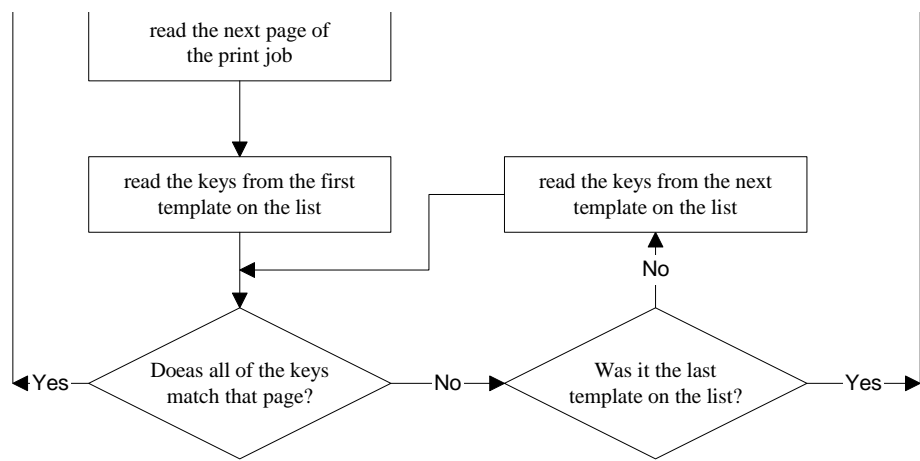 read the next page of
the print job
read the keys from the first
template on the list
read the keys from the next
template on the list
No
Doeas all of the keys
match that page?
Was it the last
template on the list?
Yes
No
Yes